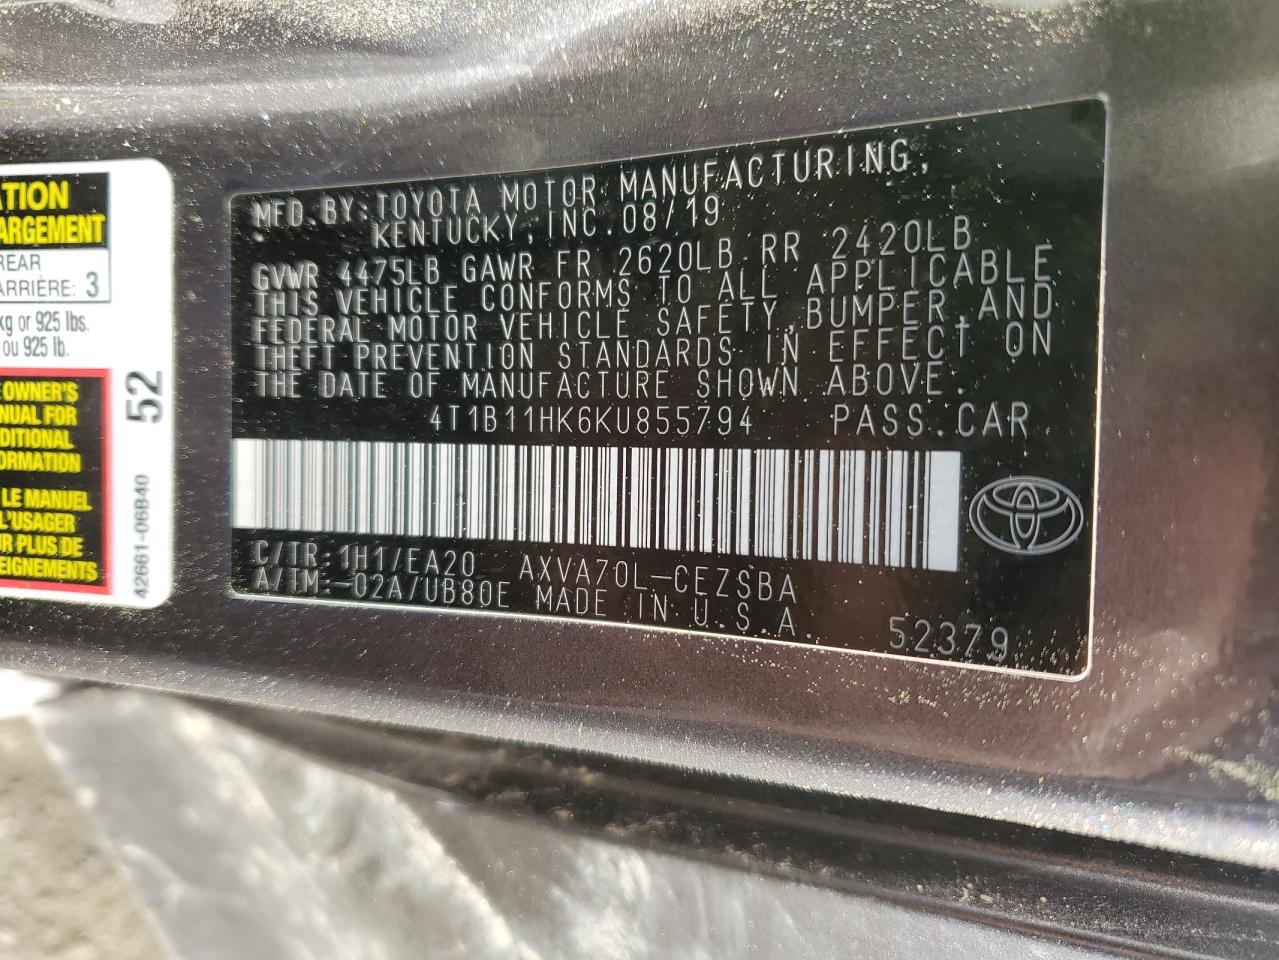 ATION
ARGEMENT
REAR
ARRIÈRE: 3
kg or 925 lbs.
ou 925 lb.
OWNER'S
NUAL FOR
DDITIONAL
ORMATION
LE MANUEL
L'USAGER
UR PLUS DE
EIGNEMENTS
52
42661-06B40
MFD.BY:TOYOTA MOTOR MANUFACTURING,
KENTUCKY, INC.08/19
GVWR 4475LB GAWR FR 2620LB RR 2420LB
THIS VEHICLE CONFORMS TO ALL APPLICABLE
FEDERAL MOTOR VEHICLE SAFETY,BUMPER,AND
THEFT PREVENTION STANDARDS IN EFFECT ON
THE DATE OF MANUFACTURE SHOWN ABOVE.
4T1B11HK6KU855794 PASS.CAR
C/TR: 1H1/EA20 AXVA70L-CEZSBA
A/TM:-02A/UB80E MADE IN U.S.A.
52379